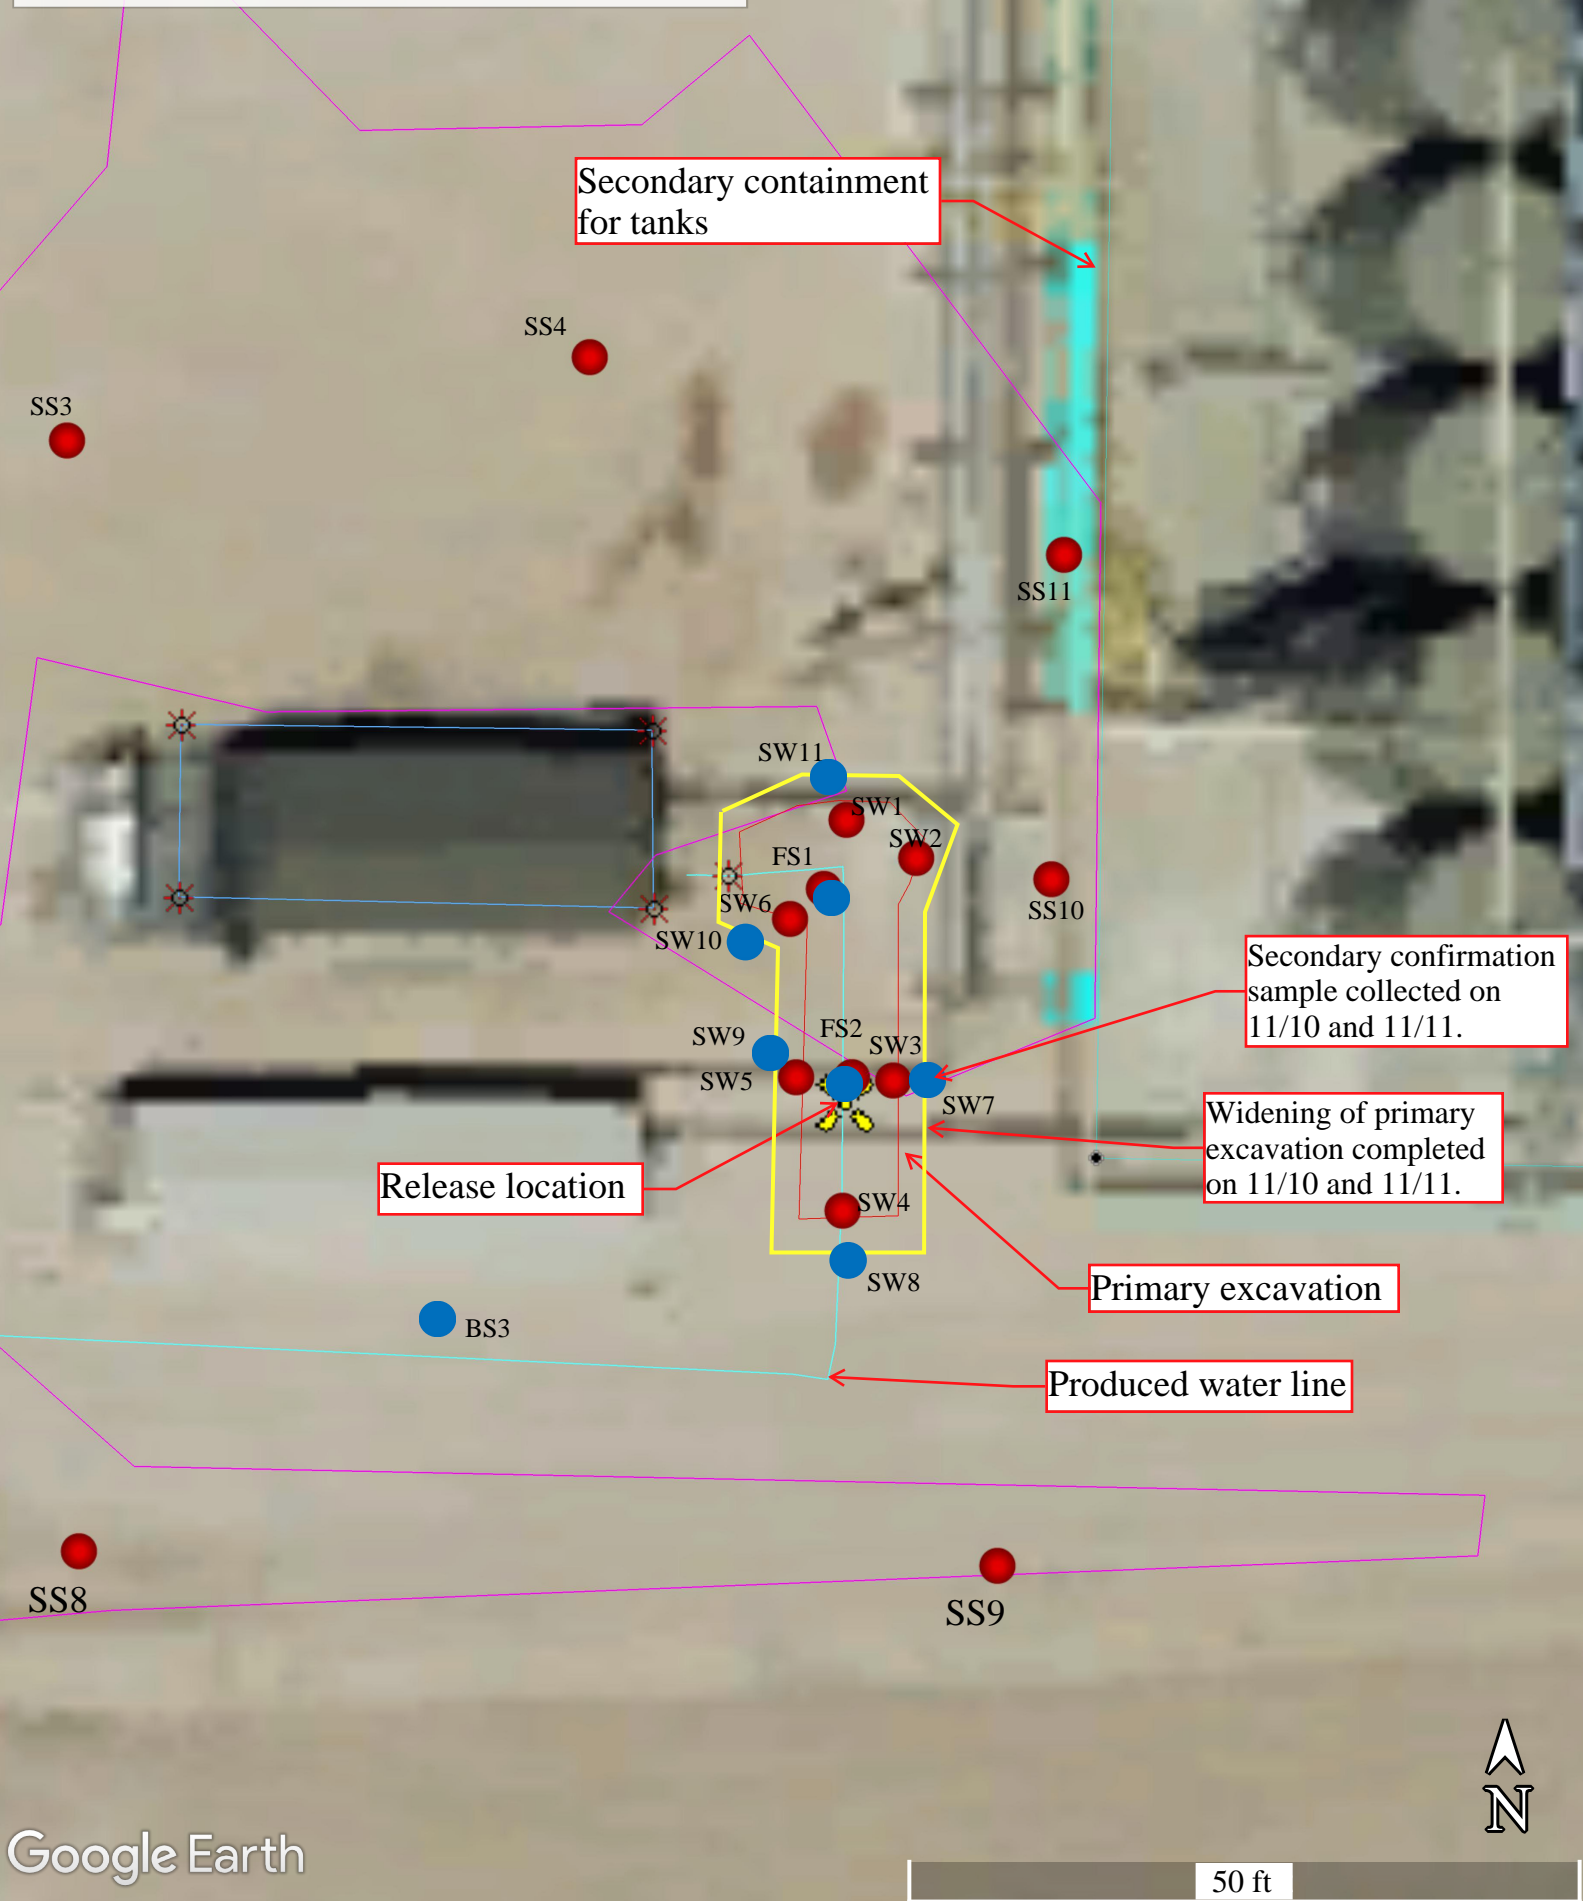 Secondary containment
for tanks
SS4
SS3
SS11
SW11
SW1
SW2
FS1
SW6
SS10
SW10
Secondary confirmation
sample collected on
11/10 and 11/11.
FS2
SW9
SW3
SW5
SW7
Widening of primary
excavation completed
on 11/10 and 11/11.
Release location
SW4
SW8
Primary excavation
BS3
Produced water line
SS8
SS9
N
Google Earth
50 ft